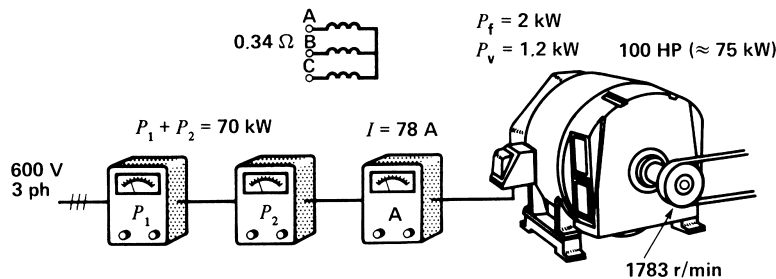 A
0.34 Ω B
C
P_f = 2 kW
P_v = 1,2 kW 100 HP (≈ 75 kW)
P_1 + P_2 = 70 kW I = 78 A
600 V
3 ph
P_1 P_2 A
1783 r/min